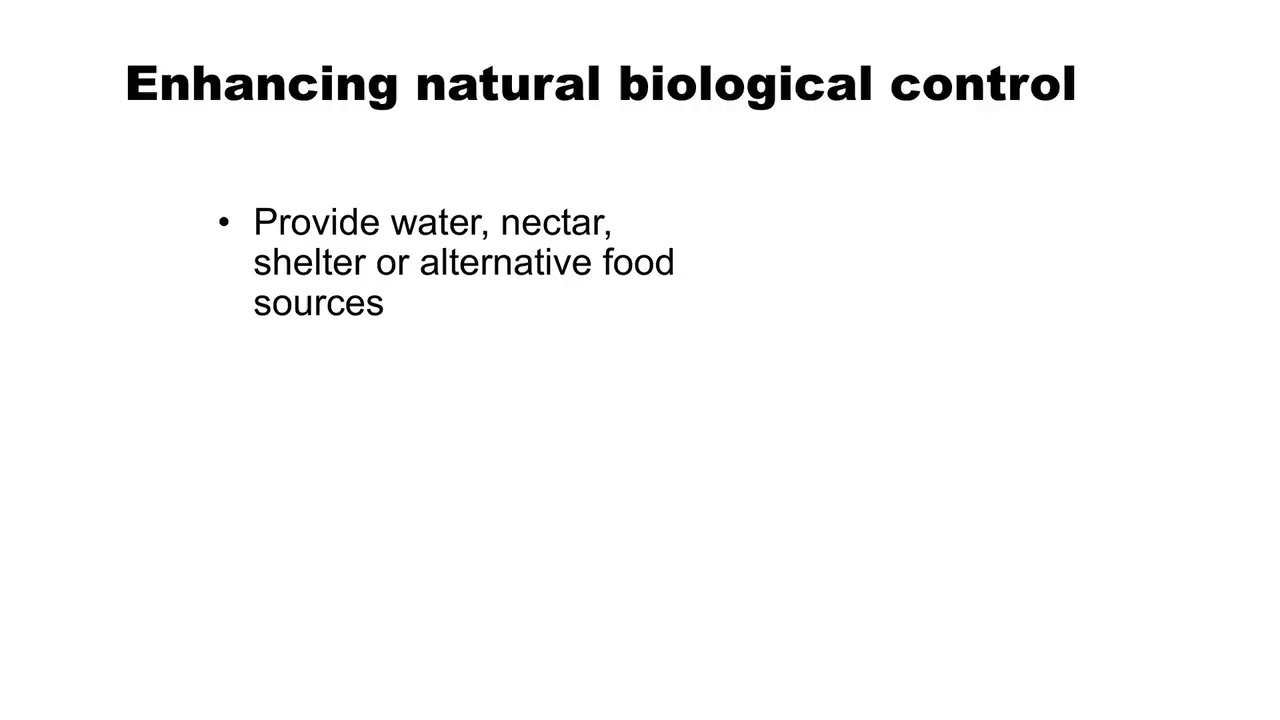 Enhancing natural biological control
• Provide water, nectar,
shelter or alternative food
sources